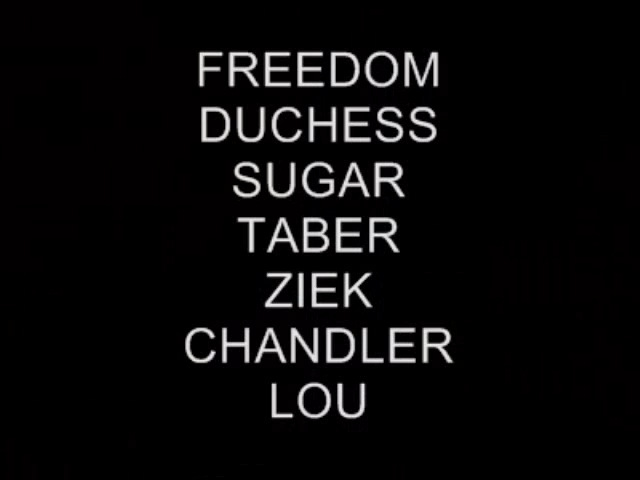 FREEDOM
DUCHESS
SUGAR
TABER
ZIEK
CHANDLER
LOU